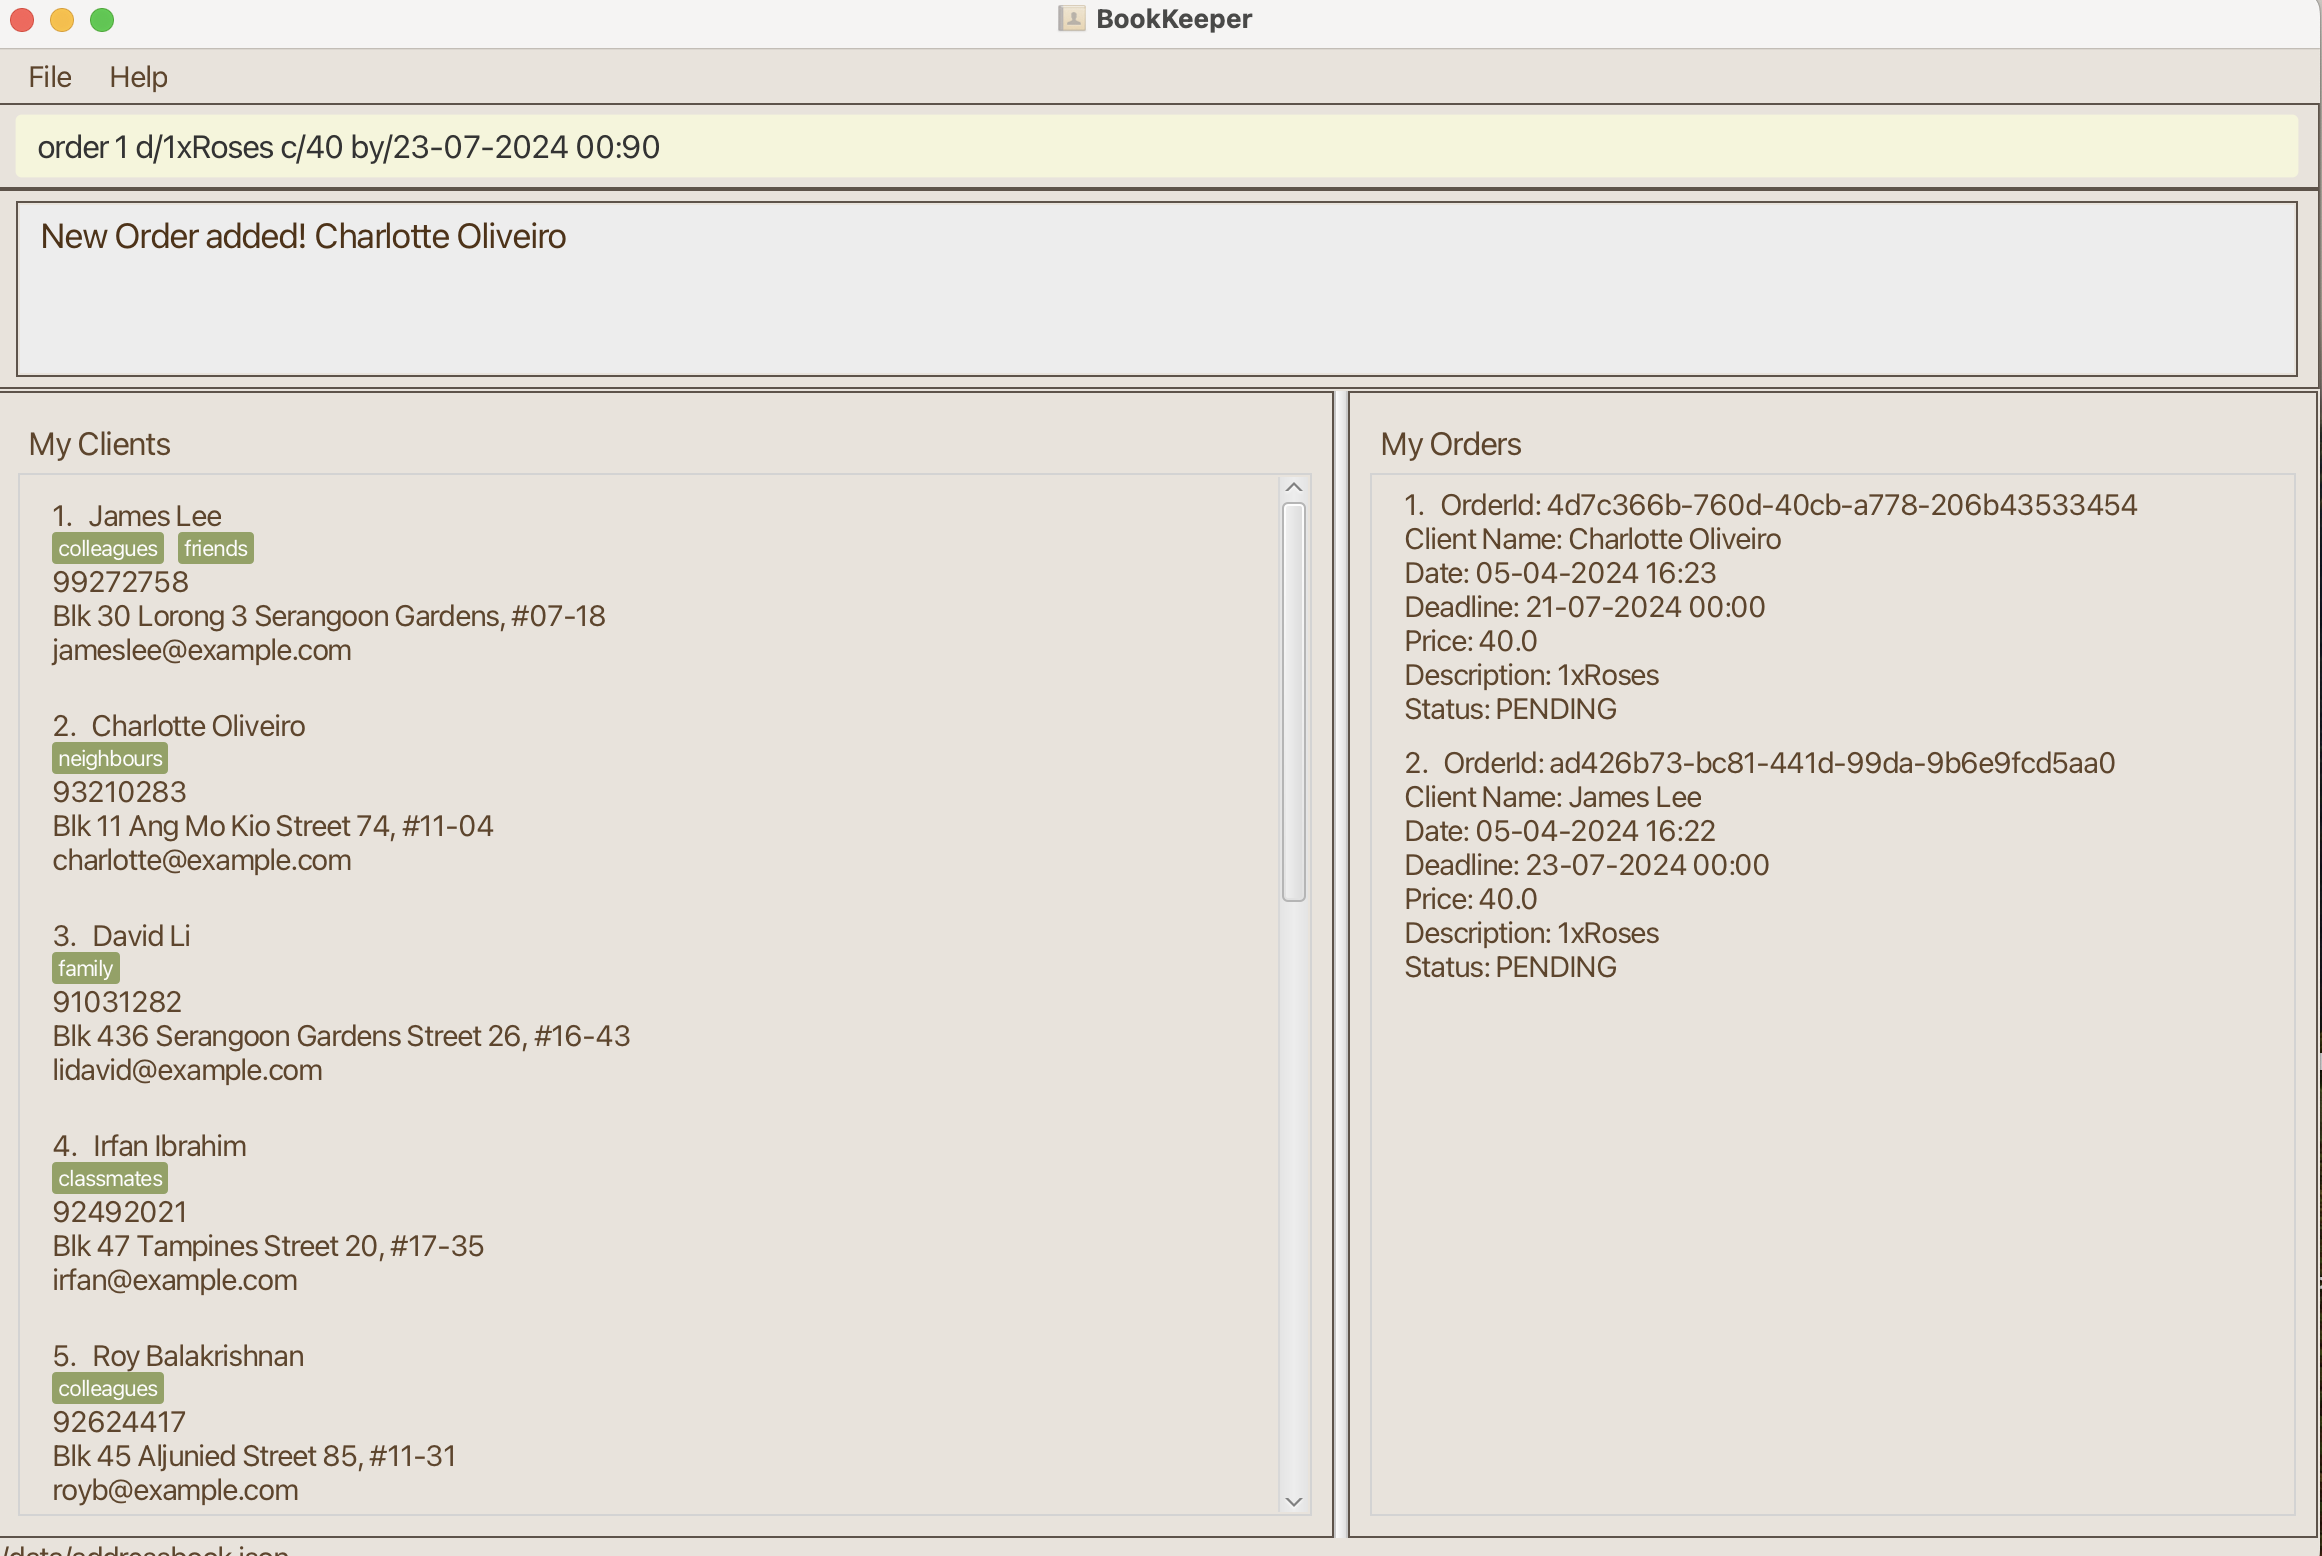 BookKeeper
File Help
order 1 d/1xRoses c/40 by/23-07-2024 00:90
New Order added! Charlotte Oliveiro
My Clients
1. James Lee
colleagues friends
99272758
Blk 30 Lorong 3 Serangoon Gardens, #07-18
jameslee@example.com
2. Charlotte Oliveiro
neighbours
93210283
Blk 11 Ang Mo Kio Street 74, #11-04
charlotte@example.com
3. David Li
family
91031282
Blk 436 Serangoon Gardens Street 26, #16-43
lidavid@example.com
4. Irfan Ibrahim
classmates
92492021
Blk 47 Tampines Street 20, #17-35
irfan@example.com
5. Roy Balakrishnan
colleagues
92624417
Blk 45 Aljunied Street 85, #11-31
royb@example.com
My Orders
1. OrderId: 4d7c366b-760d-40cb-a778-206b43533454
Client Name: Charlotte Oliveiro
Date: 05-04-2024 16:23
Deadline: 21-07-2024 00:00
Price: 40.0
Description: 1xRoses
Status: PENDING
2. OrderId: ad426b73-bc81-441d-99da-9b6e9fcd5aa0
Client Name: James Lee
Date: 05-04-2024 16:22
Deadline: 23-07-2024 00:00
Price: 40.0
Description: 1xRoses
Status: PENDING
/data/addressbook.json